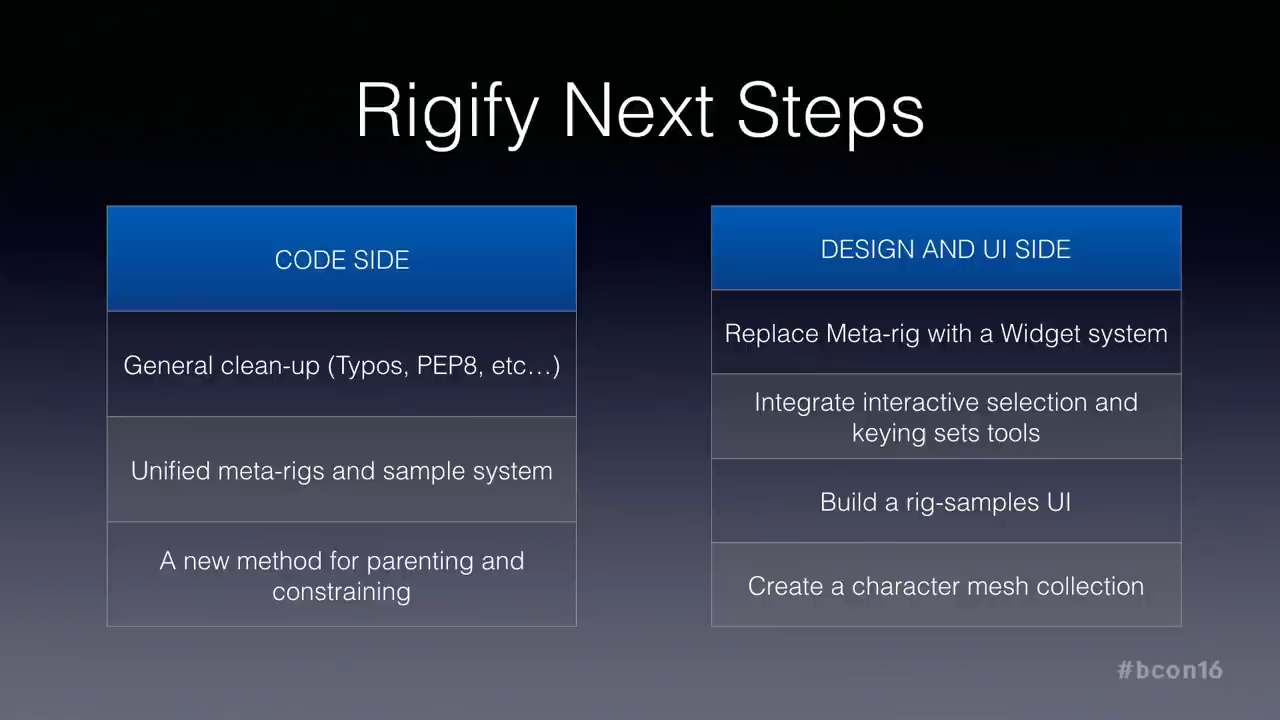 Rigify Next Steps
CODE SIDE
General clean-up (Typos, PEP8, etc…)
Unified meta-rigs and sample system
A new method for parenting and
constraining
DESIGN AND UI SIDE
Replace Meta-rig with a Widget system
Integrate interactive selection and
keying sets tools
Build a rig-samples UI
Create a character mesh collection
#bcon16